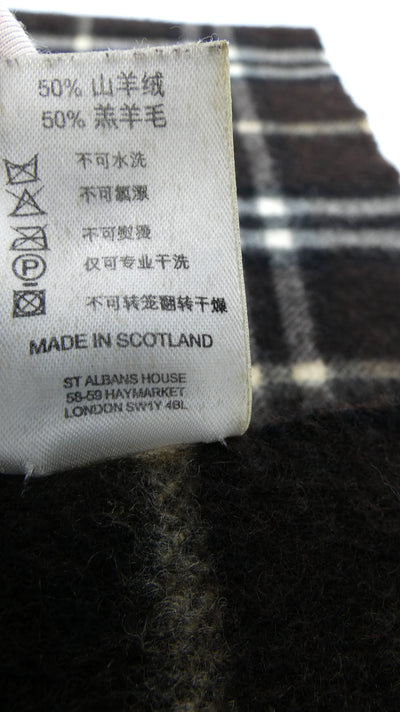 50% 山羊绒
50% 羔羊毛
不可水洗
不可氯漂
不可熨烫
P 仅可专业干洗
不可转笼翻转干燥
MADE IN SCOTLAND
ST ALBANS HOUSE
58-59 HAYMARKET
LONDON SW1Y 4BL